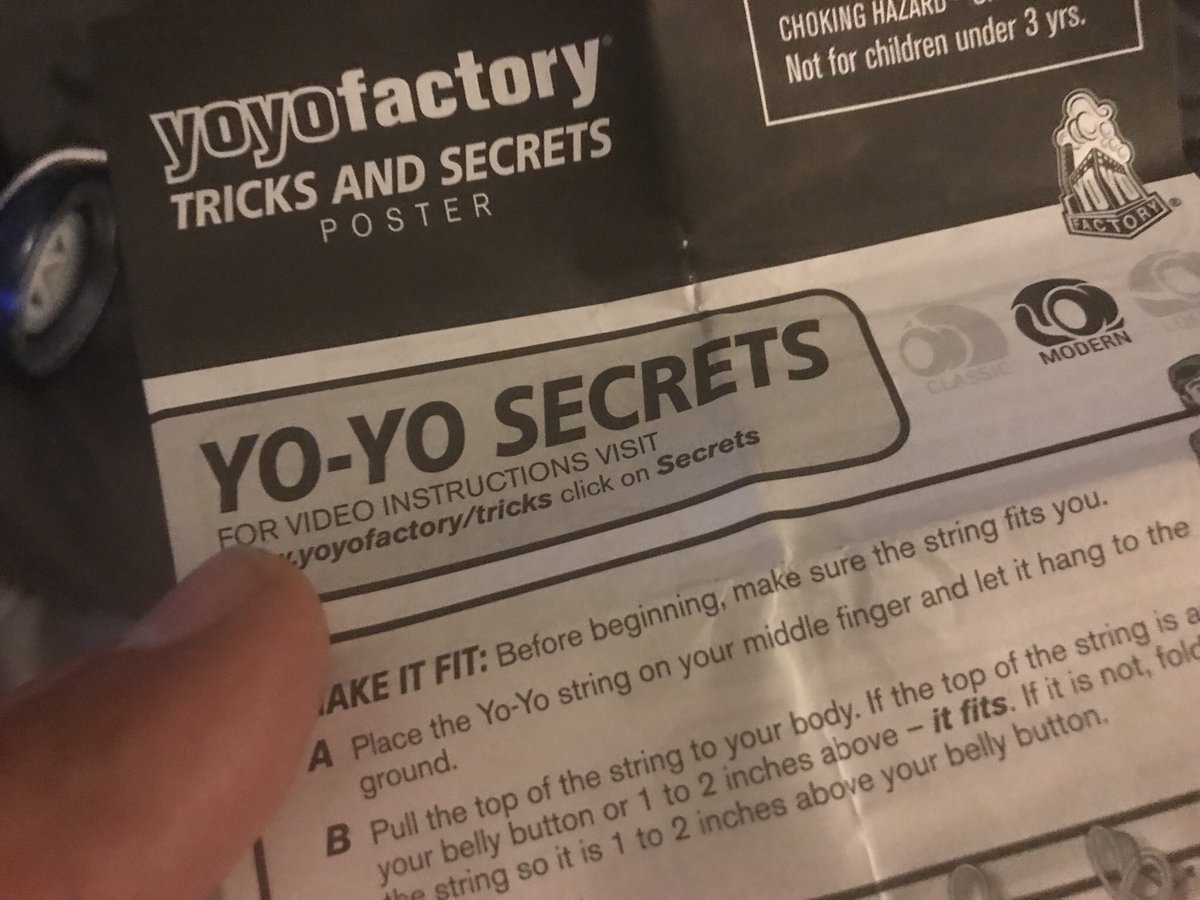 CHOKING HAZARD
Not for children under 3 yrs.
yoyofactory
TRICKS AND SECRETS
POSTER
YOYO
FACTORY®
YO-YO SECRETS
FOR VIDEO INSTRUCTIONS VISIT
.yoyofactory/tricks click on Secrets
CLASSIC
MODERN
AKE IT FIT: Before beginning, make sure the string fits you.
A Place the Yo-Yo string on your middle finger and let it hang to the
ground.
B Pull the top of the string to your body. If the top of the string is a
your belly button or 1 to 2 inches above – it fits. If it is not, fold
the string so it is 1 to 2 inches above your belly button.